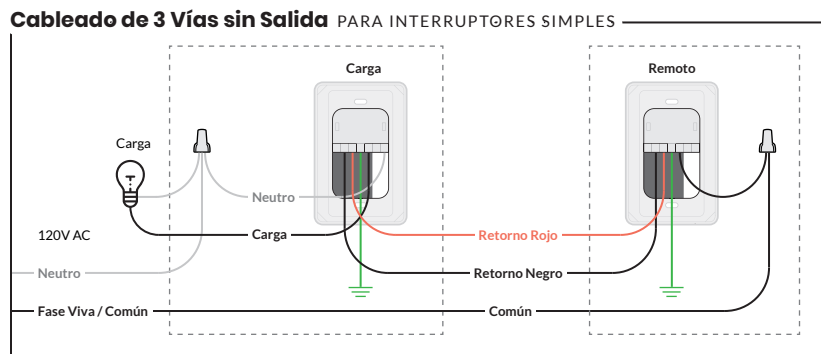 Cableado de 3 Vías sin Salida PARA INTERRUPTORES SIMPLES
Carga
Remoto
Carga
Neutro
120V AC
Carga
Retorno Rojo
Neutro
Retorno Negro
Fase Viva / Común
Común